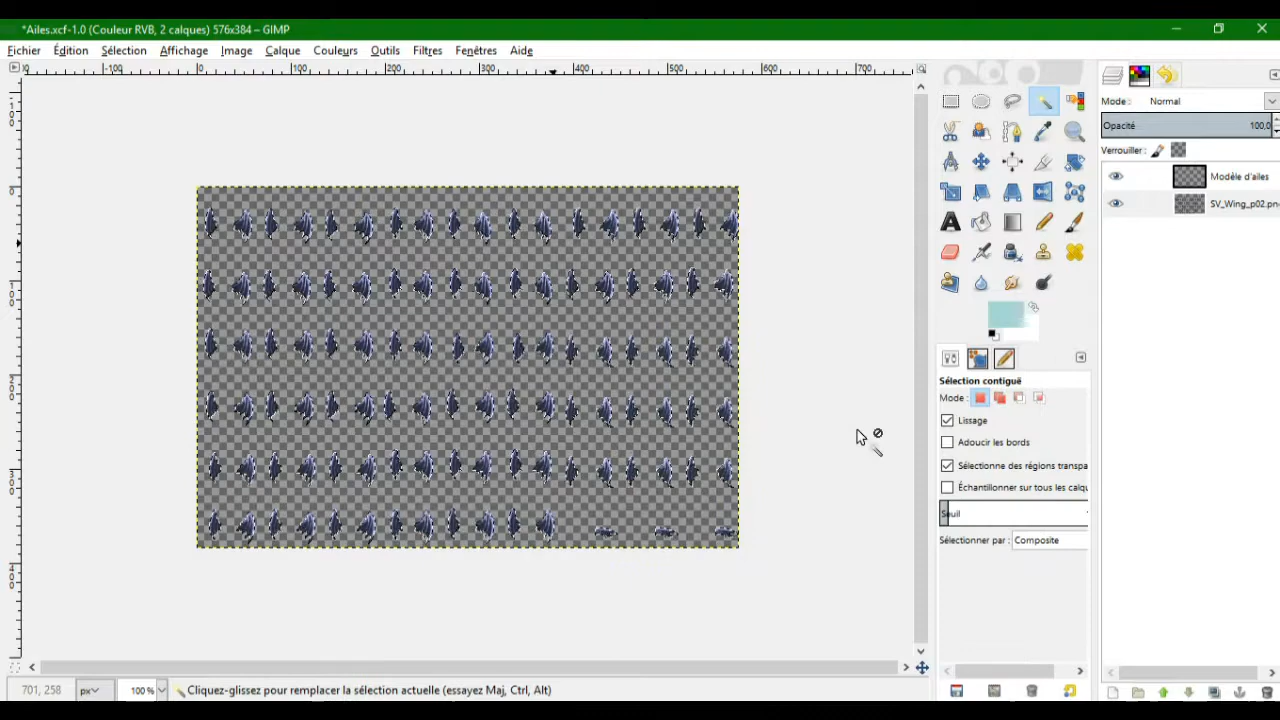 *Ailes.xcf-1.0 (Couleur RVB, 2 calques) 576x384 – GIMP
Fichier Édition Sélection Affichage Image Calque Couleurs Outils Filtres Fenêtres Aide
-100 0 100 200 300 400 500 600 700
Mode : Normal
Opacité 100,0
Verrouiller :
Modèle d'ailes
SV_Wing_p02.pn
Sélection contiguë
Mode :
Lissage
Adoucir les bords
Sélectionne des régions transpa
Échantillonner sur tous les calqu
Seuil
Sélectionner par : Composite
701, 258 px 100 % Cliquez-glissez pour remplacer la sélection actuelle (essayez Maj, Ctrl, Alt)